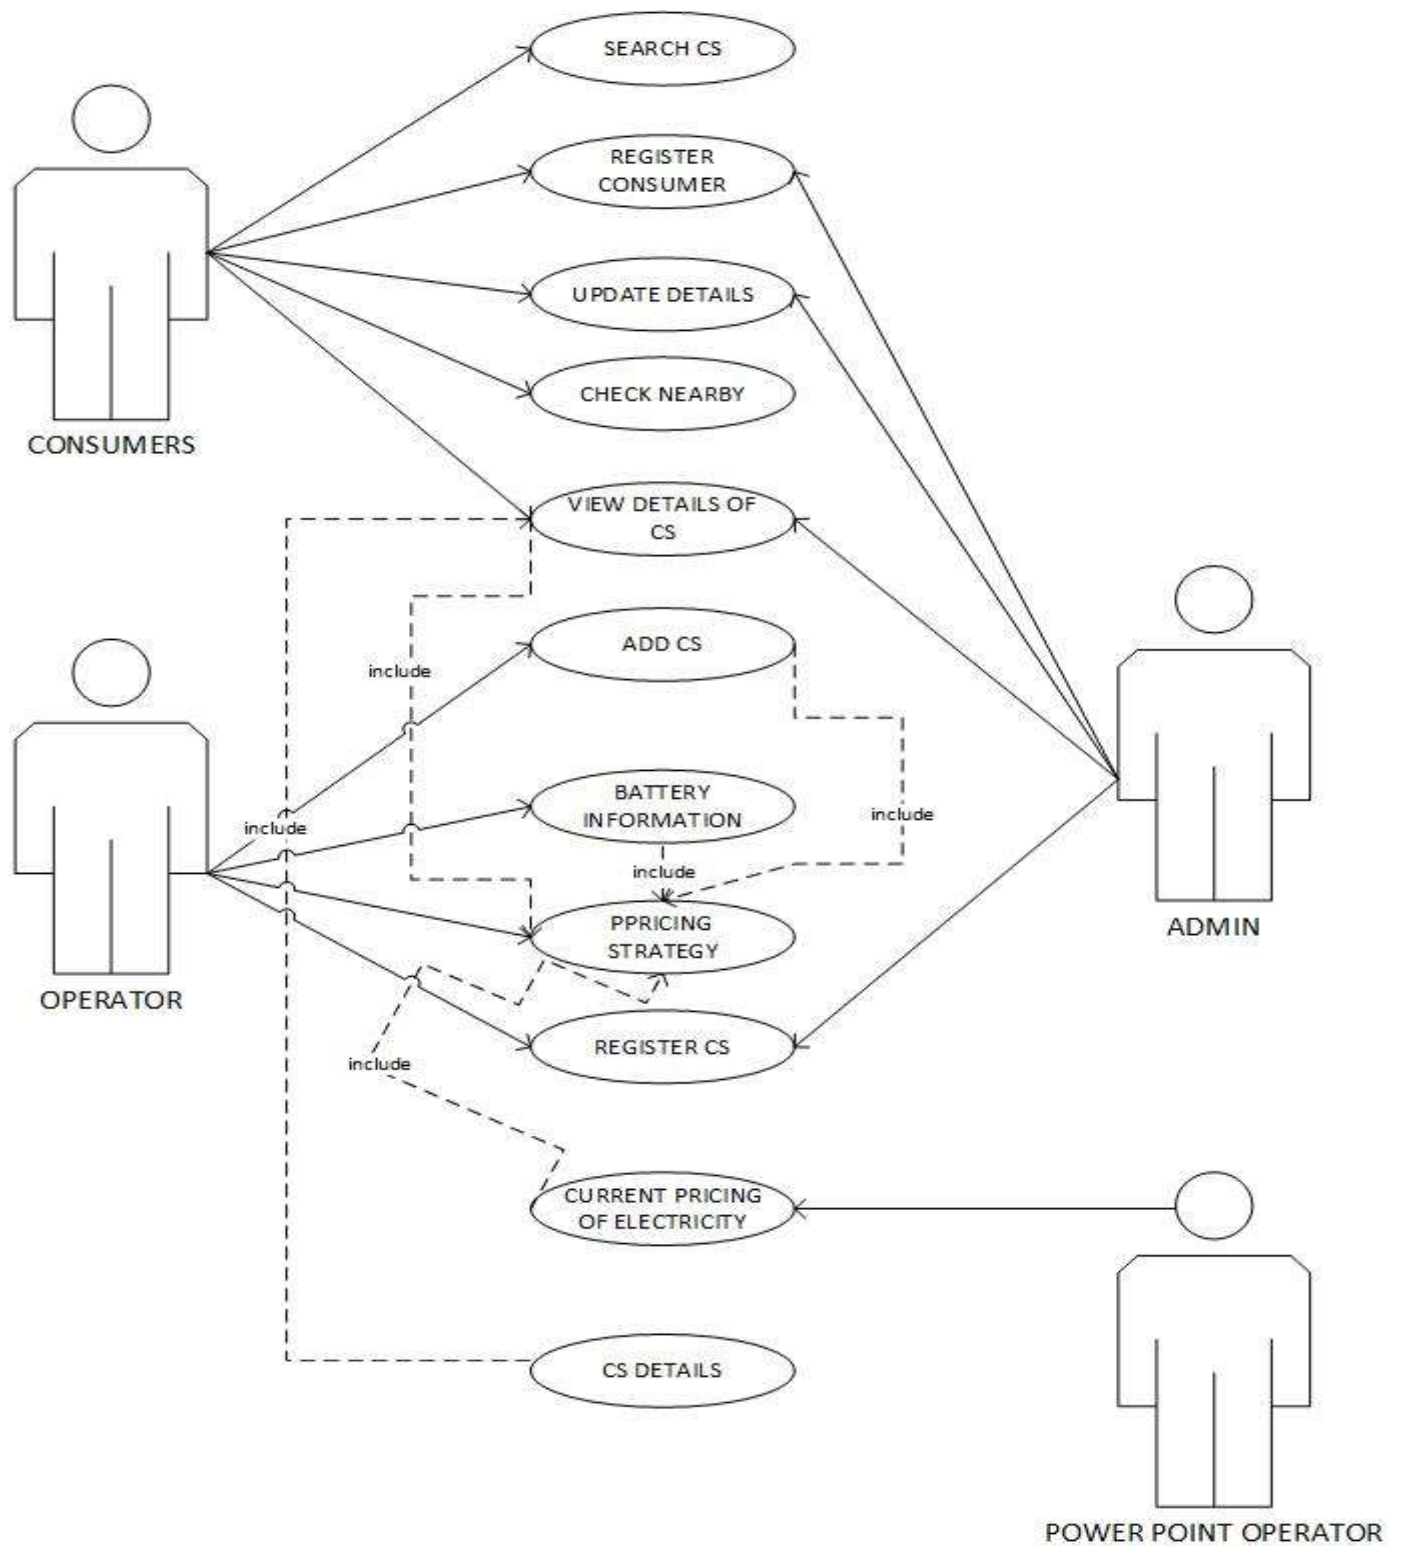 SEARCH CS
REGISTER
CONSUMER
UPDATE DETAILS
CHECK NEARBY
CONSUMERS
VIEW DETAILS OF
CS
ADD CS
include
BATTERY
INFORMATION
include
include
include
PPRICING
STRATEGY
ADMIN
OPERATOR
REGISTER CS
include
CURRENT PRICING
OF ELECTRICITY
CS DETAILS
POWER POINT OPERATOR